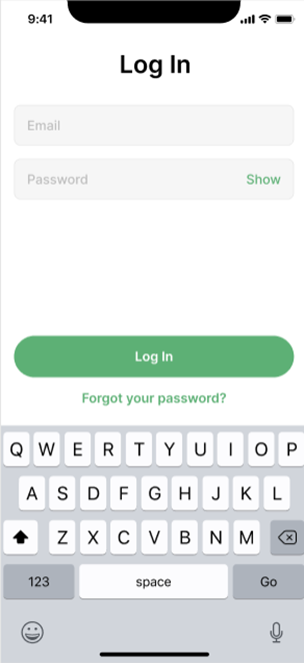 9:41
Log In
Email
Password Show
Log In
Forgot your password?
Q W E R T Y U I O P
A S D F G H J K L
Z X C V B N M
123 space Go